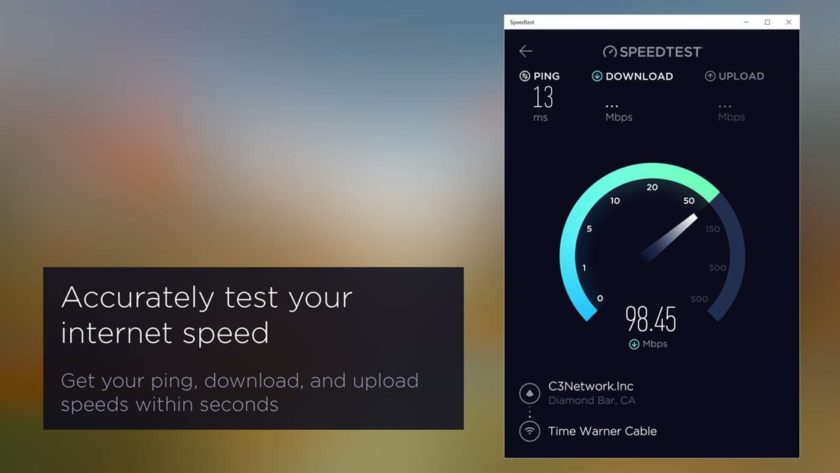 Speedtest
SPEEDTEST
PING
DOWNLOAD
UPLOAD
13
...
...
ms
Mbps
Mbps
20
10
50
5
150
1
300
0
500
98.45
Mbps
Accurately test your
internet speed
Get your ping, download, and upload
speeds within seconds
C3Network.Inc
Diamond Bar, CA
Time Warner Cable